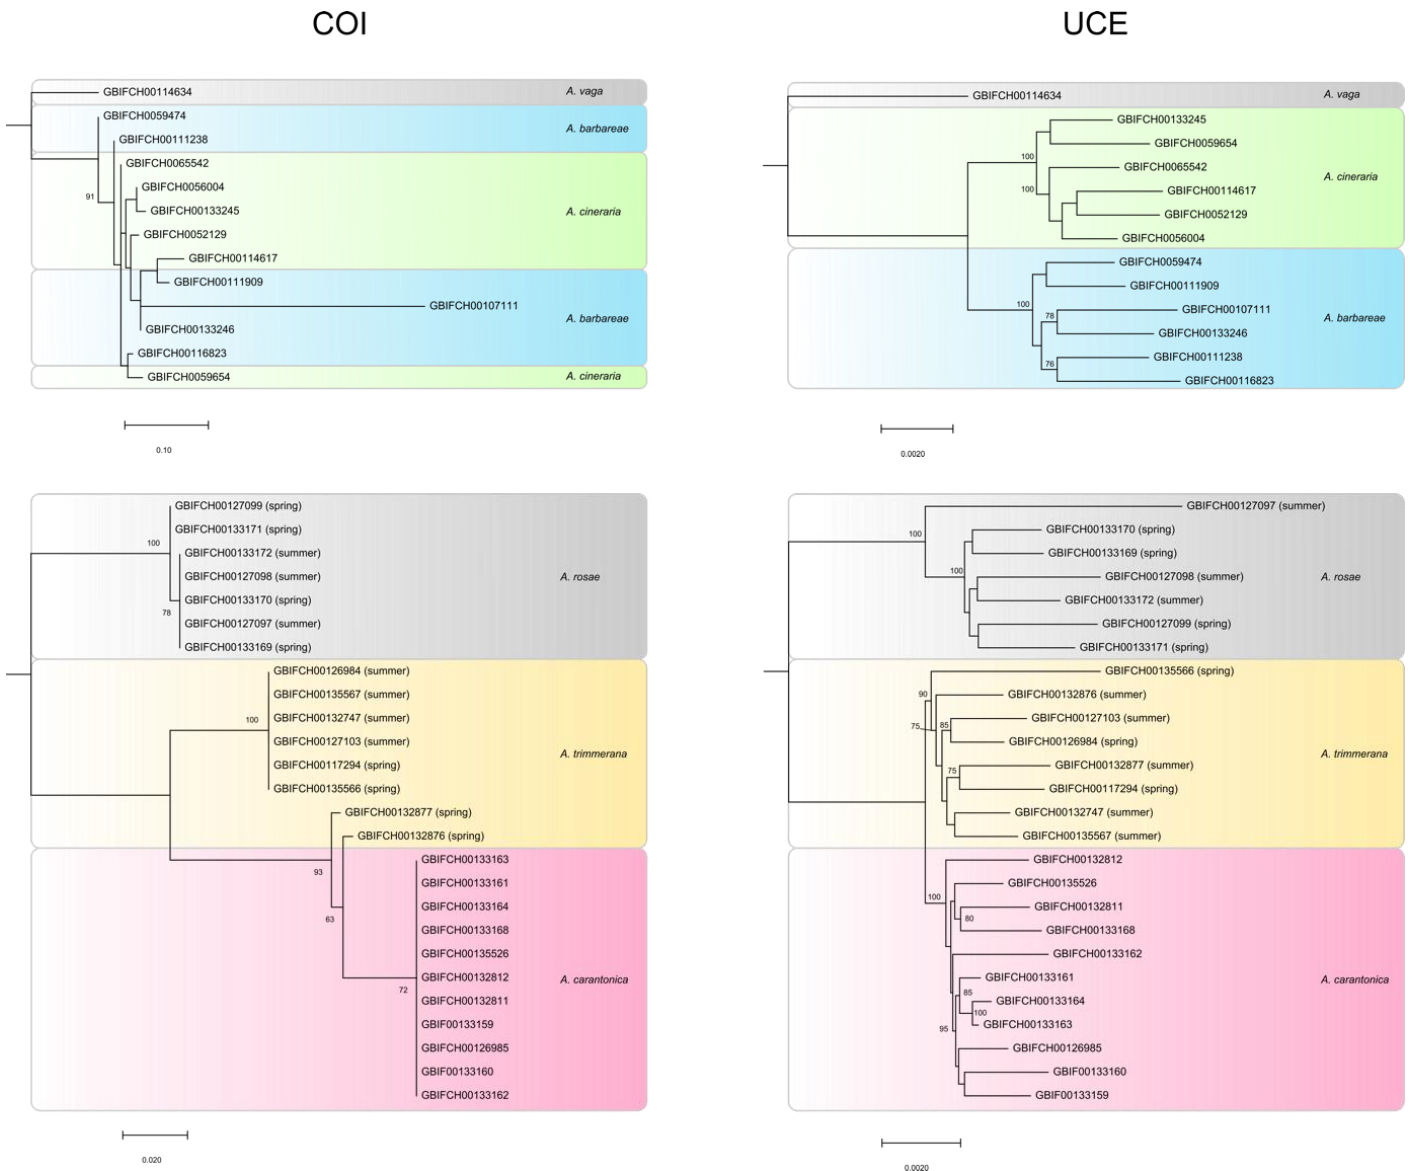 COI
UCE
GBIFCH00114634
A. vaga
GBIFCH0059474
GBIFCH00111238
A. barbareae
GBIFCH0065542
GBIFCH0056004
91
GBIFCH00133245
A. cineraria
GBIFCH0052129
GBIFCH00114617
GBIFCH00111909
GBIFCH00107111
A. barbareae
GBIFCH00133246
GBIFCH00116823
GBIFCH0059654
A. cineraria
0.10
GBIFCH00114634
A. vaga
GBIFCH00133245
GBIFCH0059654
100
GBIFCH0065542
A. cineraria
100
GBIFCH00114617
GBIFCH0052129
GBIFCH0056004
GBIFCH0059474
GBIFCH00111909
100
GBIFCH00107111
78
A. barbareae
GBIFCH00133246
GBIFCH00111238
76
GBIFCH00116823
0.0020
GBIFCH00127099 (spring)
GBIFCH00133171 (spring)
100
GBIFCH00133172 (summer)
GBIFCH00127098 (summer)
A. rosae
GBIFCH00133170 (spring)
78
GBIFCH00127097 (summer)
GBIFCH00133169 (spring)
GBIFCH00126984 (summer)
GBIFCH00135567 (summer)
100
GBIFCH00132747 (summer)
GBIFCH00127103 (summer)
A. trimmerana
GBIFCH00117294 (spring)
GBIFCH00135566 (spring)
GBIFCH00132877 (spring)
GBIFCH00132876 (spring)
GBIFCH00133163
93
GBIFCH00133161
GBIFCH00133164
63
GBIFCH00133168
GBIFCH00135526
GBIFCH00132812
A. carantonica
72
GBIFCH00132811
GBIF00133159
GBIFCH00126985
GBIF00133160
GBIFCH00133162
0.020
GBIFCH00127097 (summer)
GBIFCH00133170 (spring)
100
GBIFCH00133169 (spring)
100
GBIFCH00127098 (summer)
A. rosae
GBIFCH00133172 (summer)
GBIFCH00127099 (spring)
GBIFCH00133171 (spring)
GBIFCH00135566 (spring)
90
GBIFCH00132876 (summer)
GBIFCH00127103 (summer)
75
85
GBIFCH00126984 (spring)
A. trimmerana
GBIFCH00132877 (summer)
75
GBIFCH00117294 (spring)
GBIFCH00132747 (summer)
GBIFCH00135567 (summer)
GBIFCH00132812
GBIFCH00135526
100
GBIFCH00132811
80
GBIFCH00133168
GBIFCH00133162
GBIFCH00133161
A. carantonica
85
GBIFCH00133164
100
GBIFCH00133163
95
GBIFCH00126985
GBIF00133160
GBIF00133159
0.0020